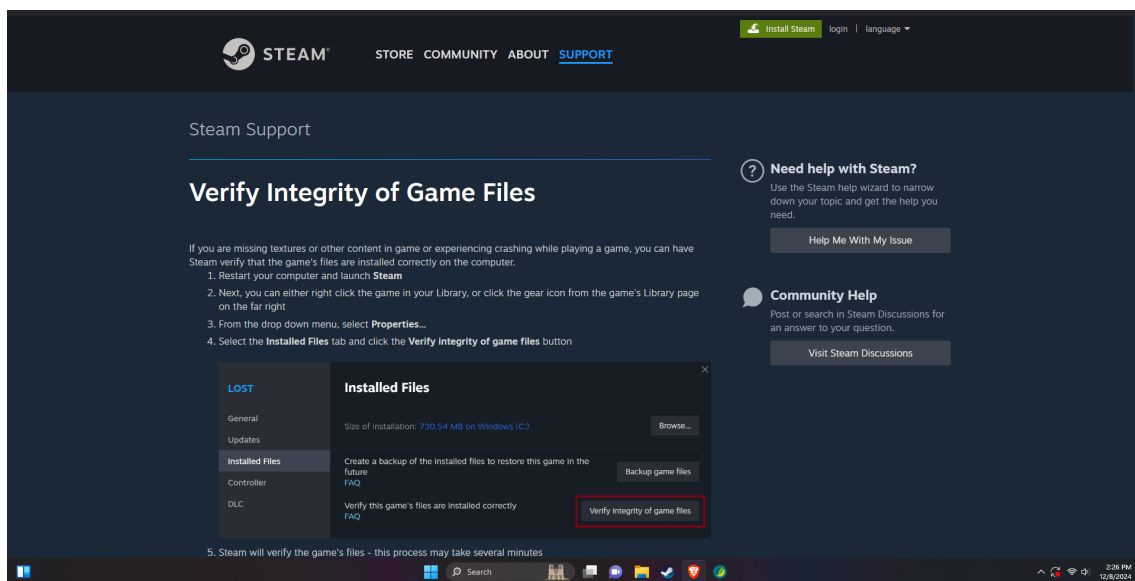 Install Steam login | language
STEAM®
STORE COMMUNITY ABOUT SUPPORT
Steam Support
Verify Integrity of Game Files
If you are missing textures or other content in game or experiencing crashing while playing a game, you can have
Steam verify that the game's files are installed correctly on the computer.
1. Restart your computer and launch Steam
2. Next, you can either right click the game in your Library, or click the gear icon from the game's Library page
on the far right
3. From the drop down menu, select Properties...
4. Select the Installed Files tab and click the Verify integrity of game files button
LOST
General
Updates
Installed Files
Controller
DLC
Installed Files
Size of installation: 730.54 MB on Windows (C:)
Browse...
Create a backup of the installed files to restore this game in the
future
FAQ
Backup game files
Verify this game's files are installed correctly
FAQ
Verify integrity of game files
5. Steam will verify the game's files - this process may take several minutes
? Need help with Steam?
Use the Steam help wizard to narrow
down your topic and get the help you
need.
Help Me With My Issue
Community Help
Post or search in Steam Discussions for
an answer to your question.
Visit Steam Discussions
Search
2:26 PM
12/8/2024